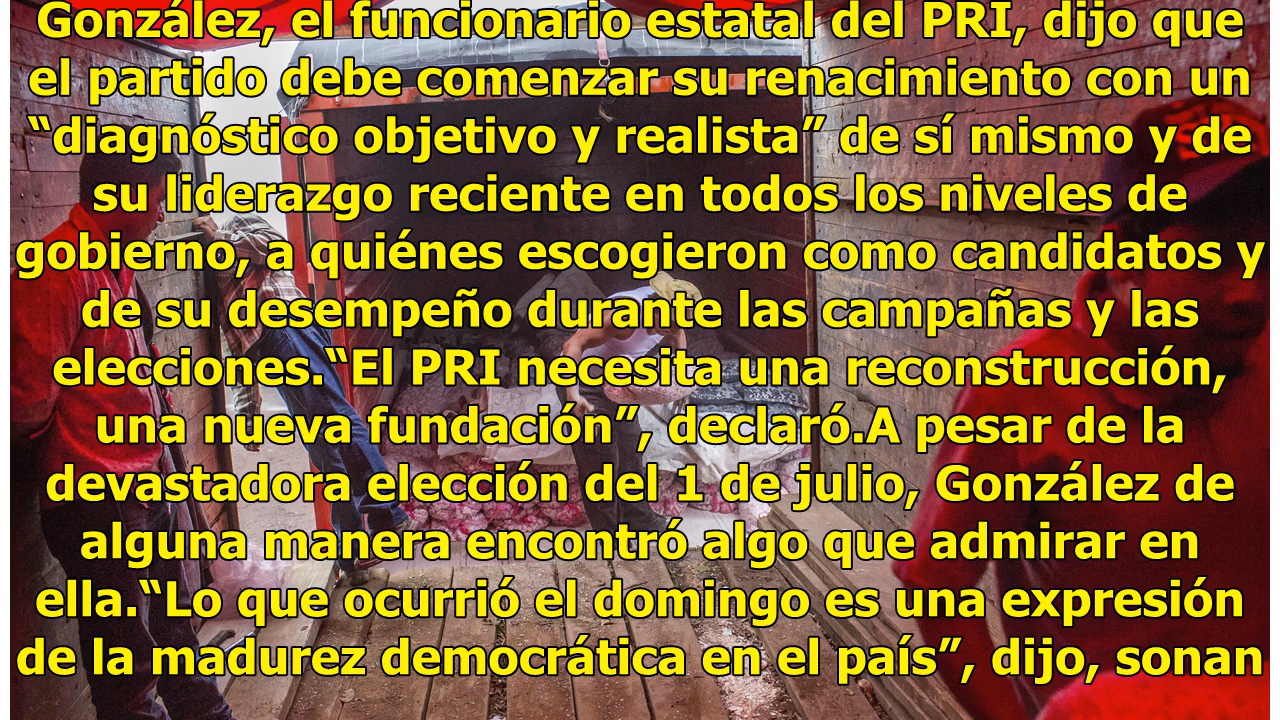 González, el funcionario estatal del PRI, dijo que
el partido debe comenzar su renacimiento con un
“diagnóstico objetivo y realista” de sí mismo y de
su liderazgo reciente en todos los niveles de
gobierno, a quiénes escogieron como candidatos y
de su desempeño durante las campañas y las
elecciones.“El PRI necesita una reconstrucción,
una nueva fundación”, declaró.A pesar de la
devastadora elección del 1 de julio, González de
alguna manera encontró algo que admirar en
ella.“Lo que ocurrió el domingo es una expresión
de la madurez democrática en el país”, dijo, sonan